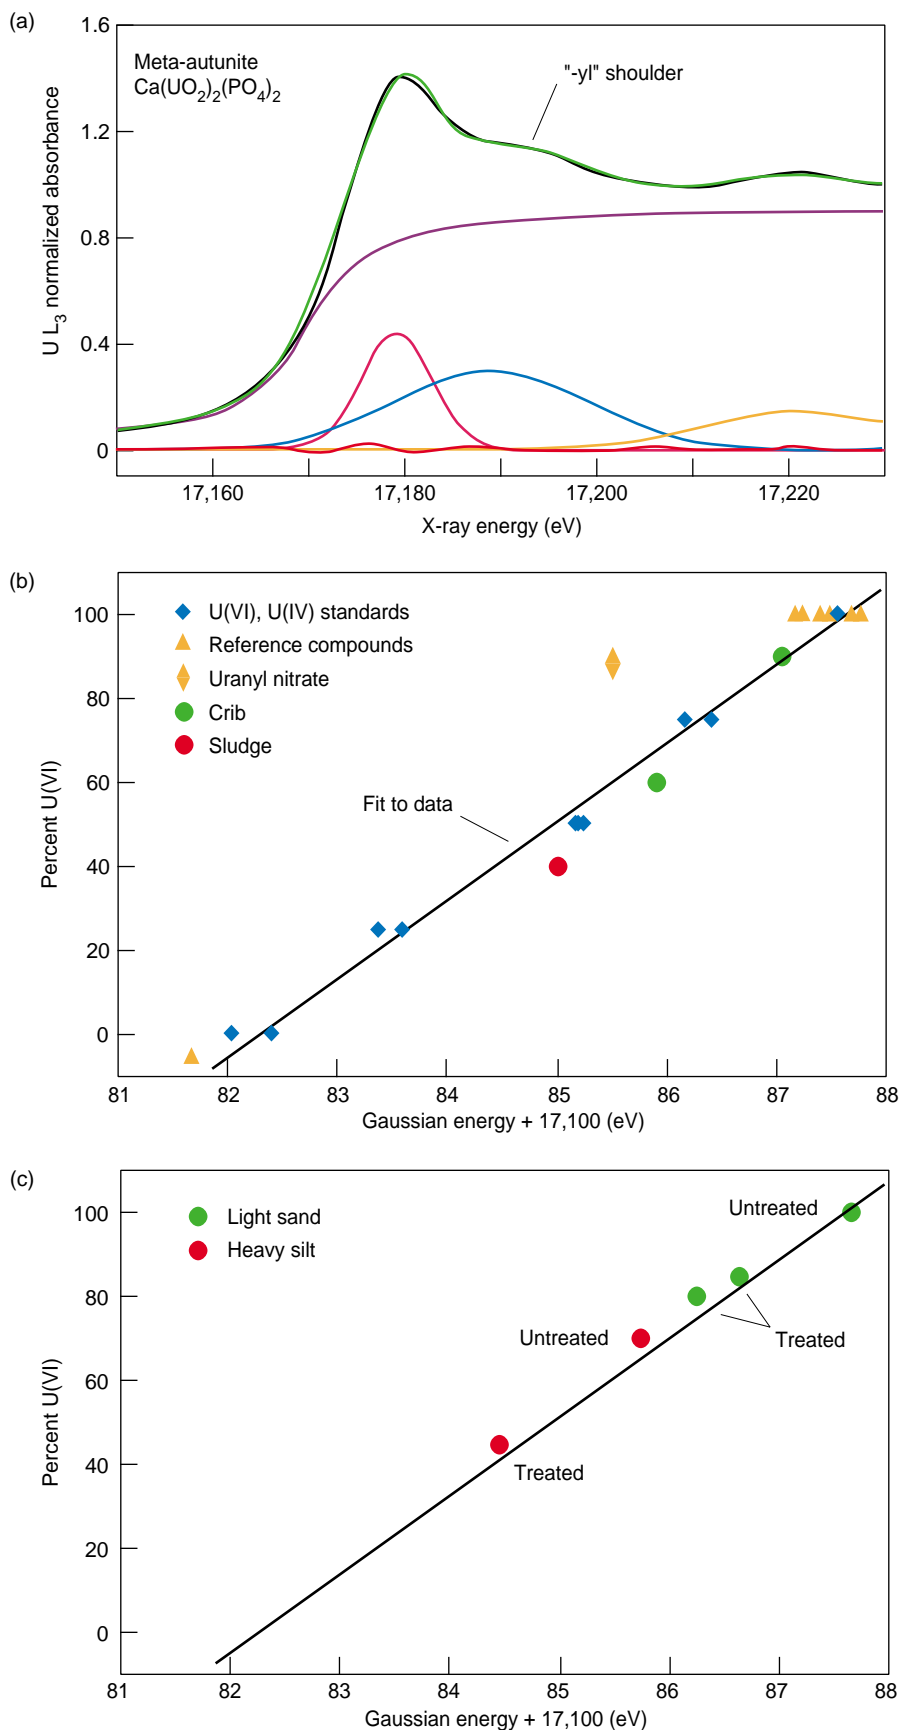 (a)
1.6
1.2
0.8
0.4
0
U L3 normalized absorbance
Meta-autunite
Ca(UO2)2(PO4)2
"-yl" shoulder
17,160
17,180
17,200
17,220
X-ray energy (eV)
(b)
100
80
60
40
20
0
Percent U(VI)
U(VI), U(IV) standards
Reference compounds
Uranyl nitrate
Crib
Sludge
Fit to data
81
82
83
84
85
86
87
88
Gaussian energy + 17,100 (eV)
(c)
100
80
60
40
20
0
Percent U(VI)
Light sand
Heavy silt
Untreated
Untreated
Treated
Treated
81
82
83
84
85
86
87
88
Gaussian energy + 17,100 (eV)